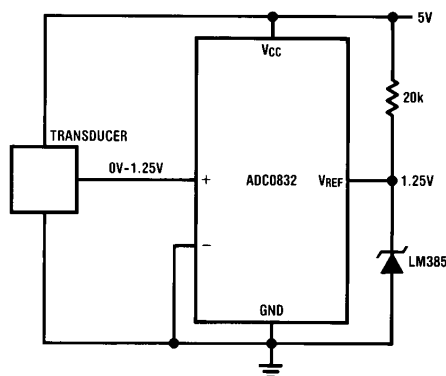 5V
VCC
20k
TRANSDUCER
0V–1.25V
+
ADC0832
VREF
1.25V
−
LM385
GND